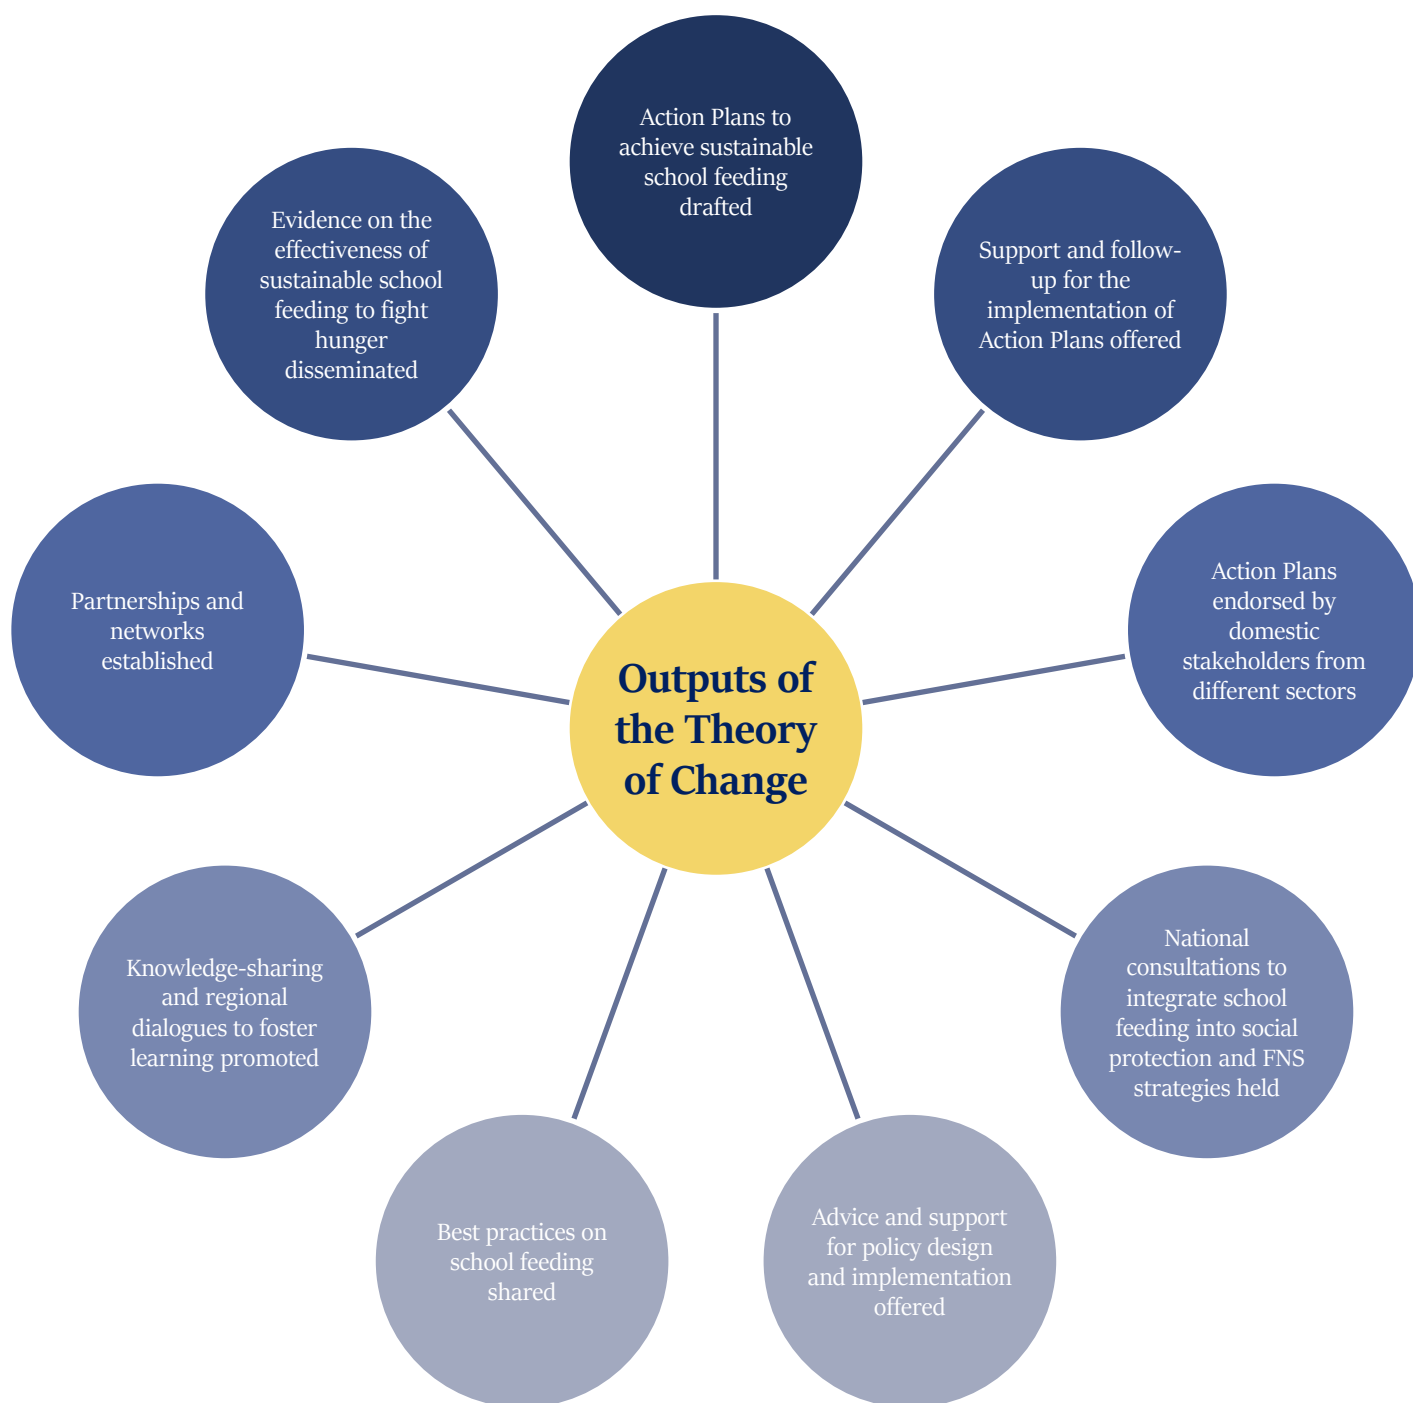 Action Plans to
achieve sustainable
school feeding
drafted
Support and follow-
up for the
implementation of
Action Plans offered
Action Plans
endorsed by
domestic
stakeholders from
different sectors
National
consultations to
integrate school
feeding into social
protection and FNS
strategies held
Advice and support
for policy design
and implementation
offered
Best practices on
school feeding
shared
Knowledge-sharing
and regional
dialogues to foster
learning promoted
Partnerships and
networks
established
Evidence on the
effectiveness of
sustainable school
feeding to fight
hunger
disseminated
Outputs of
the Theory
of Change